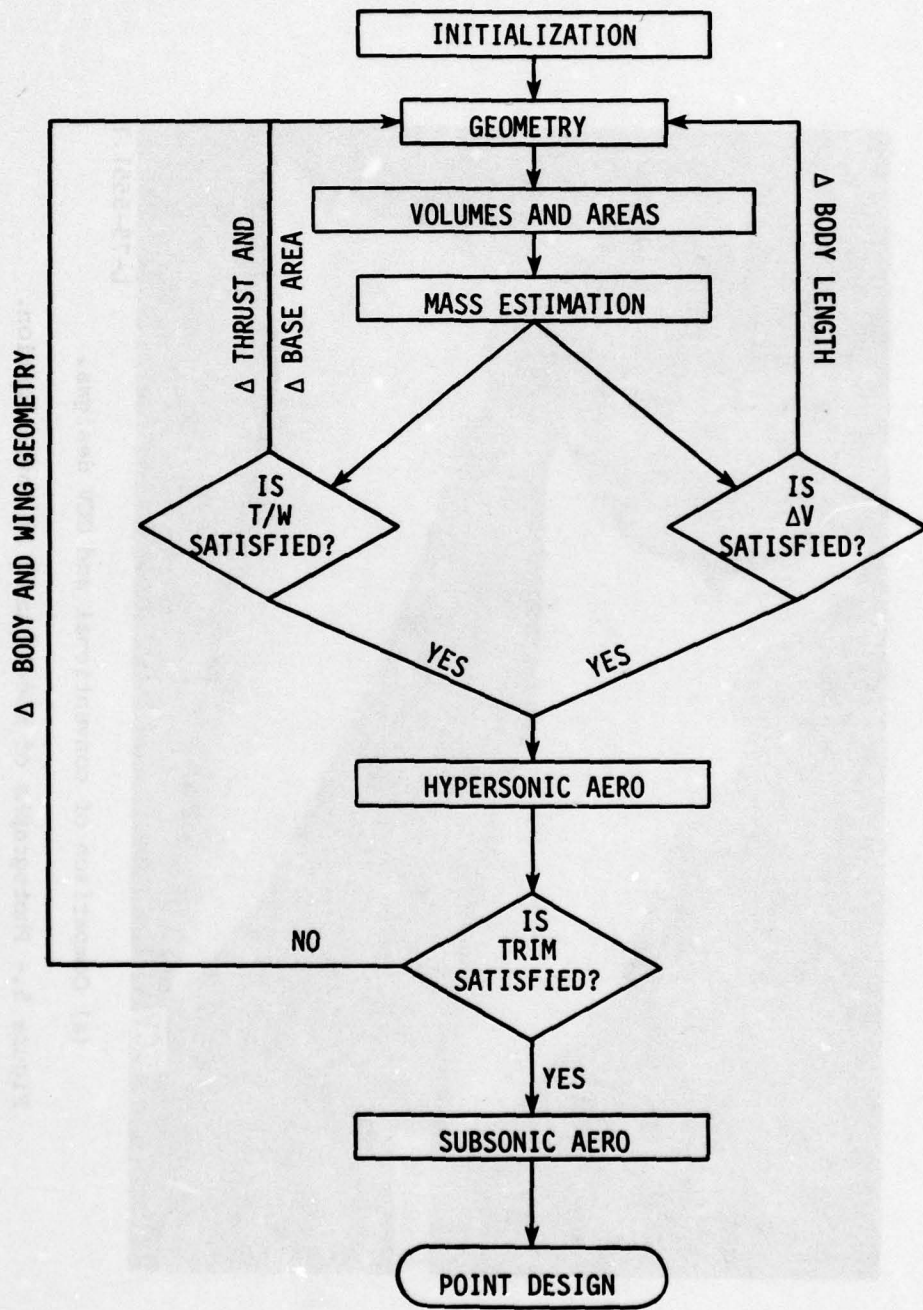 INITIALIZATION
GEOMETRY
VOLUMES AND AREAS
MASS ESTIMATION
Δ THRUST AND
Δ BASE AREA
Δ BODY LENGTH
Δ BODY AND WING GEOMETRY
IS
T/W
SATISFIED?
IS
ΔV
SATISFIED?
YES
YES
HYPERSONIC AERO
IS
TRIM
SATISFIED?
NO
YES
SUBSONIC AERO
POINT DESIGN